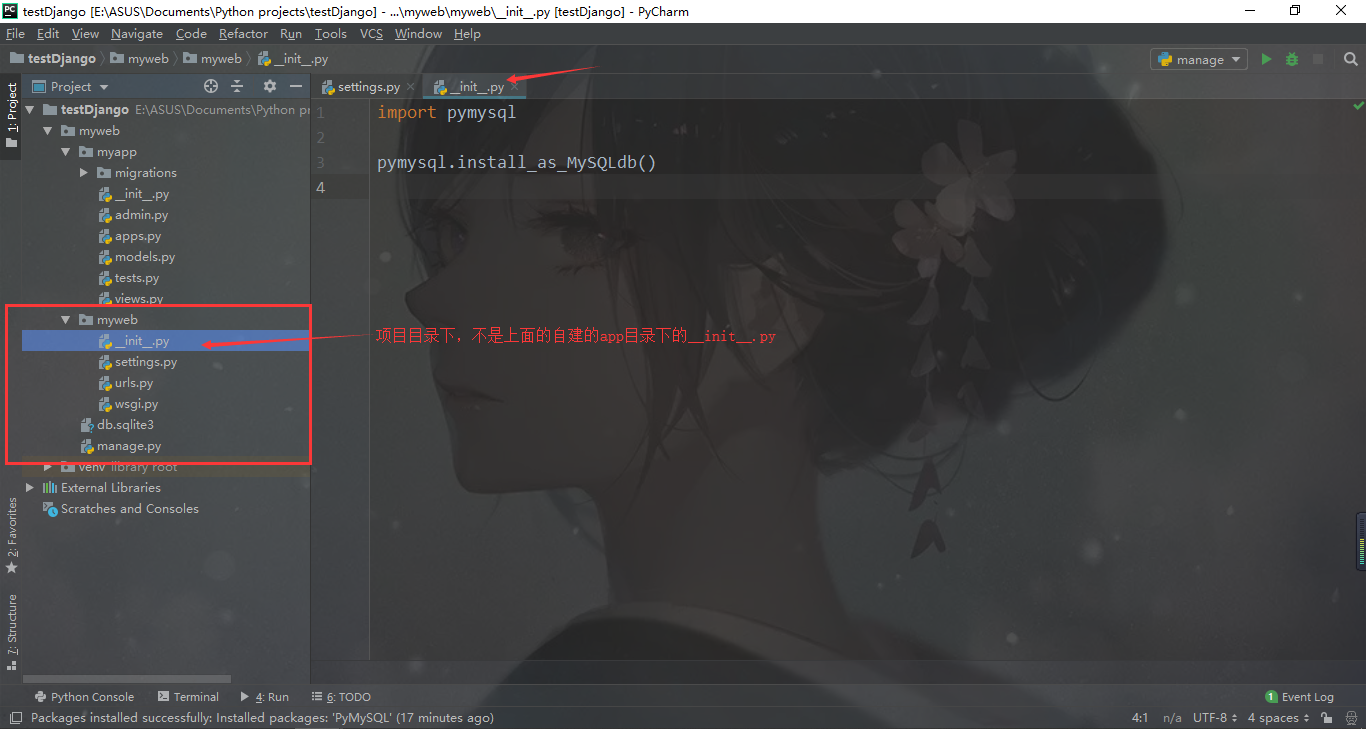 PC testDjango [E:\ASUS\Documents\Python projects\testDjango] - ...\myweb\myweb\__init__.py [testDjango] - PyCharm
File Edit View Navigate Code Refactor Run Tools VCS Window Help
testDjango myweb myweb __init__.py manage
1: Project
Project
settings.py __init__.py
testDjango E:\ASUS\Documents\Python pr
myweb
myapp
migrations
__init__.py
admin.py
apps.py
models.py
tests.py
views.py
myweb
__init__.py
settings.py
urls.py
wsgi.py
db.sqlite3
manage.py
venv library root
External Libraries
Scratches and Consoles
1 import pymysql
2
3 pymysql.install_as_MySQLdb()
4
项目目录下，不是上面的自建的app目录下的__init__.py
2: Favorites
7: Structure
Python Console Terminal 4: Run 6: TODO 1 Event Log
Packages installed successfully: Installed packages: 'PyMySQL' (17 minutes ago) 4:1 n/a UTF-8 4 spaces